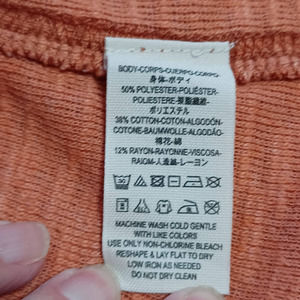 BODY-CORPS-CUERPO-CORPO
身体-ボディ
50% POLYESTER-POLIÉSTER-
POLIESTERE-聚酯纖維-
ポリエステル
38% COTTON-COTON-ALGODÓN-
COTONE-BAUMWOLLE-ALGODÃO-
棉花-綿
12% RAYON-RAYONNE-VISCOSA-
RAIOM-人造絲-レーヨン
MACHINE WASH COLD GENTLE
WITH LIKE COLORS
USE ONLY NON-CHLORINE BLEACH
RESHAPE & LAY FLAT TO DRY
LOW IRON AS NEEDED
DO NOT DRY CLEAN